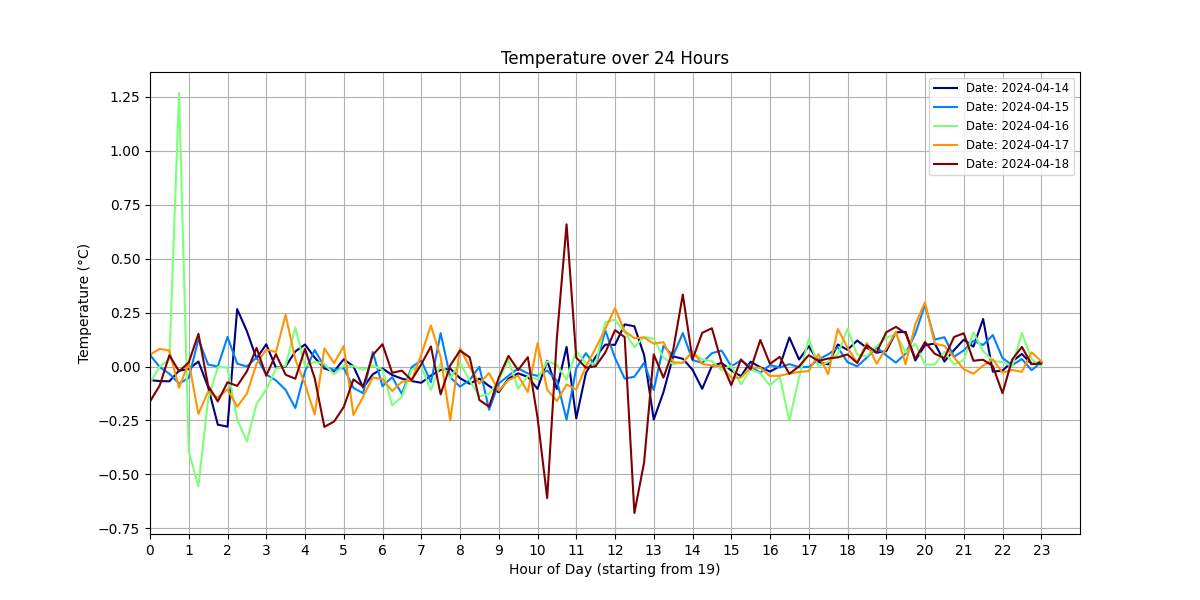 Temperature over 24 Hours
Temperature (°C)
1.25
1.00
0.75
0.50
0.25
0.00
−0.25
−0.50
−0.75
Date: 2024-04-14
Date: 2024-04-15
Date: 2024-04-16
Date: 2024-04-17
Date: 2024-04-18
0 1 2 3 4 5 6 7 8 9 10 11 12 13 14 15 16 17 18 19 20 21 22 23
Hour of Day (starting from 19)